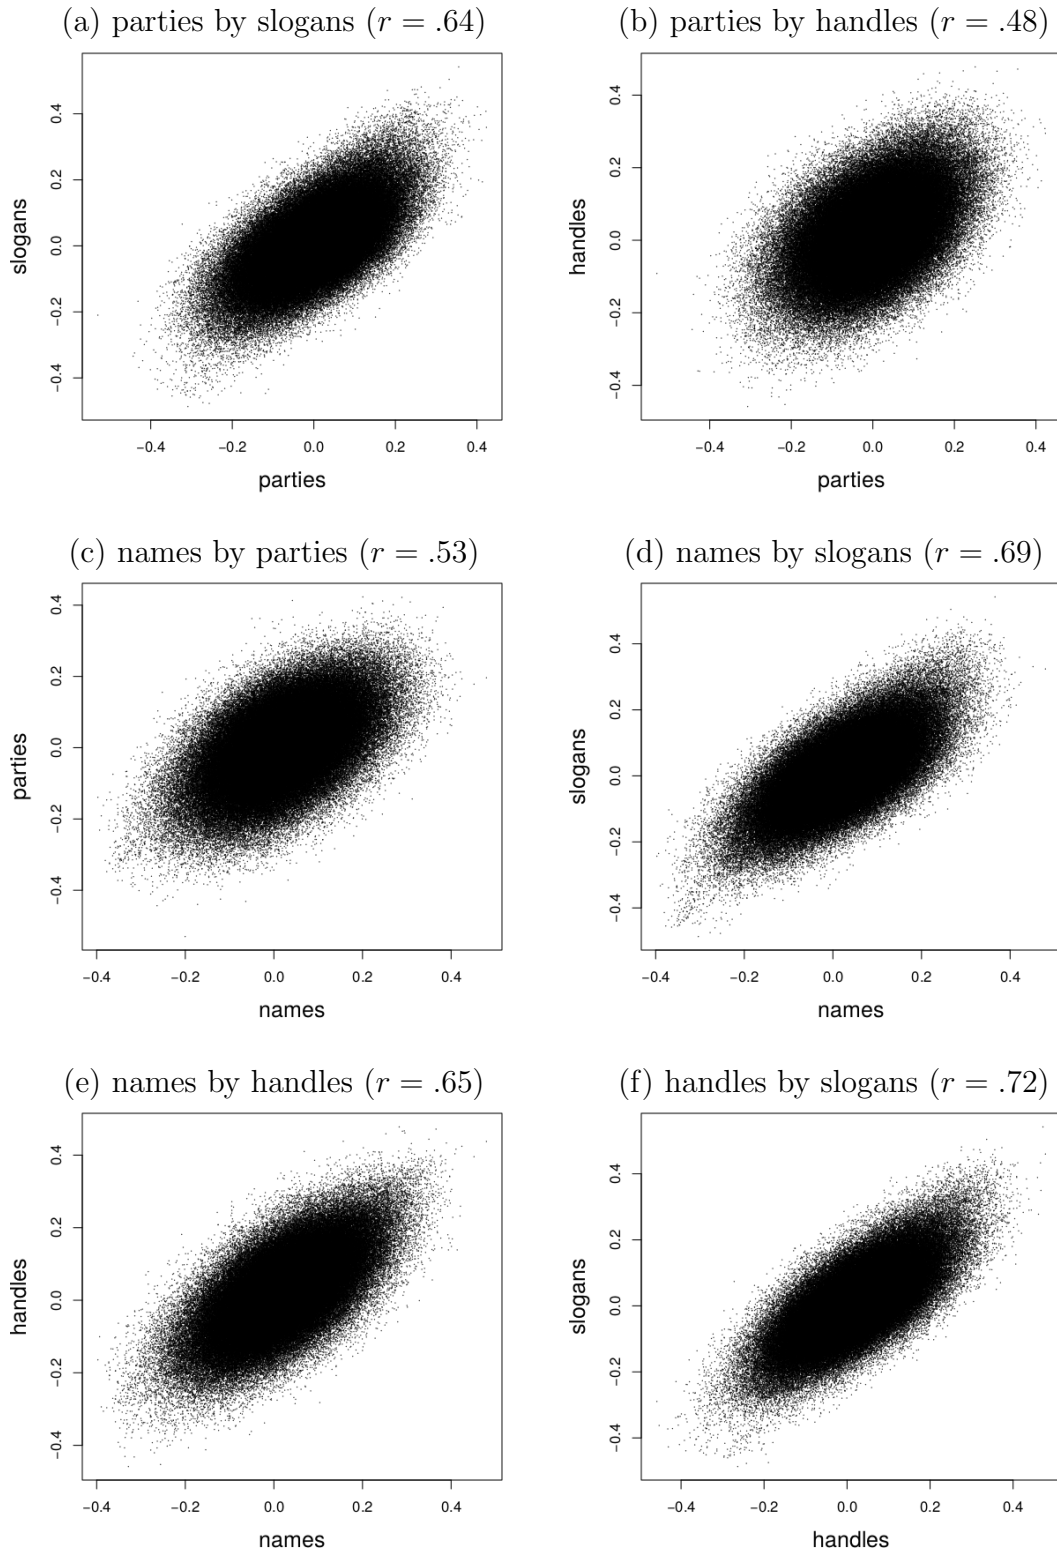 (a) parties by slogans (r = .64)
slogans
0.4
0.2
0.0
−0.2
−0.4
−0.4 −0.2 0.0 0.2 0.4
parties
(b) parties by handles (r = .48)
handles
0.4
0.2
0.0
−0.2
−0.4
−0.4 −0.2 0.0 0.2 0.4
parties
(c) names by parties (r = .53)
parties
0.4
0.2
0.0
−0.2
−0.4
−0.4 −0.2 0.0 0.2 0.4
names
(d) names by slogans (r = .69)
slogans
0.4
0.2
0.0
−0.2
−0.4
−0.4 −0.2 0.0 0.2 0.4
names
(e) names by handles (r = .65)
handles
0.4
0.2
0.0
−0.2
−0.4
−0.4 −0.2 0.0 0.2 0.4
names
(f) handles by slogans (r = .72)
slogans
0.4
0.2
0.0
−0.2
−0.4
−0.4 −0.2 0.0 0.2 0.4
handles